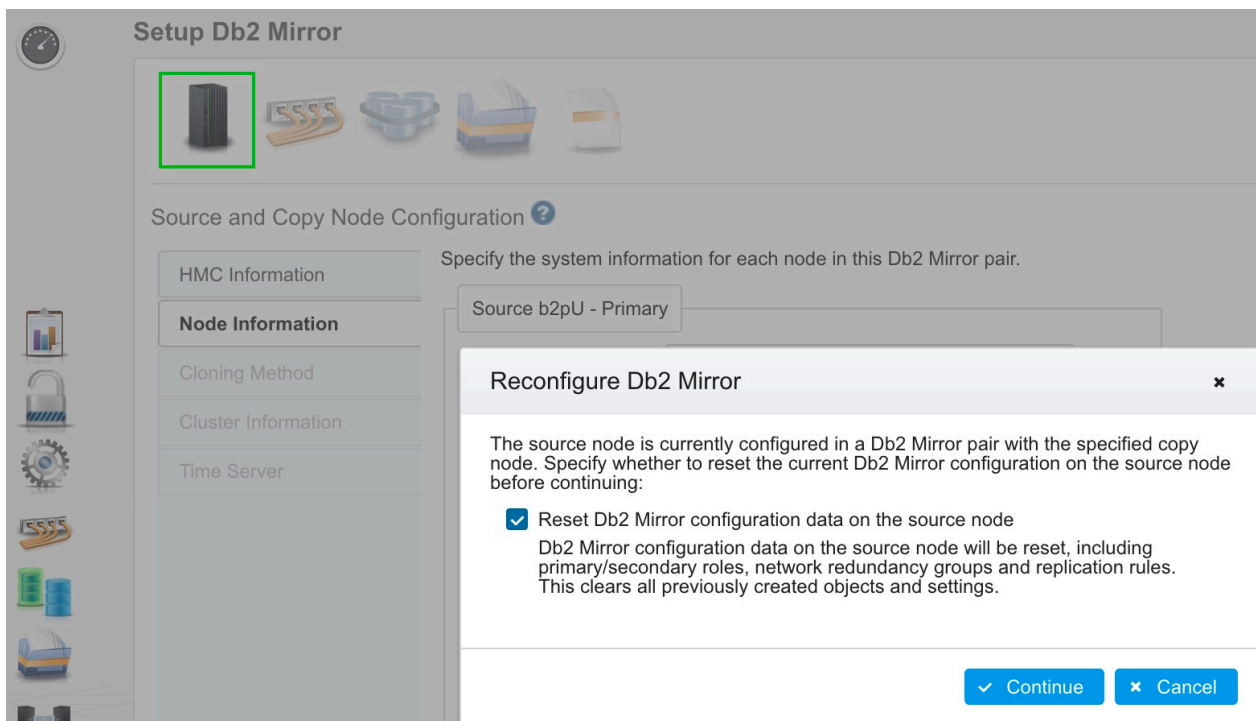 Setup Db2 Mirror
Source and Copy Node Configuration ?
HMC Information
Node Information
Cloning Method
Cluster Information
Time Server
Specify the system information for each node in this Db2 Mirror pair.
Source b2pU - Primary
Reconfigure Db2 Mirror
The source node is currently configured in a Db2 Mirror pair with the specified copy
node. Specify whether to reset the current Db2 Mirror configuration on the source node
before continuing:
Reset Db2 Mirror configuration data on the source node
Db2 Mirror configuration data on the source node will be reset, including
primary/secondary roles, network redundancy groups and replication rules.
This clears all previously created objects and settings.
Continue
Cancel